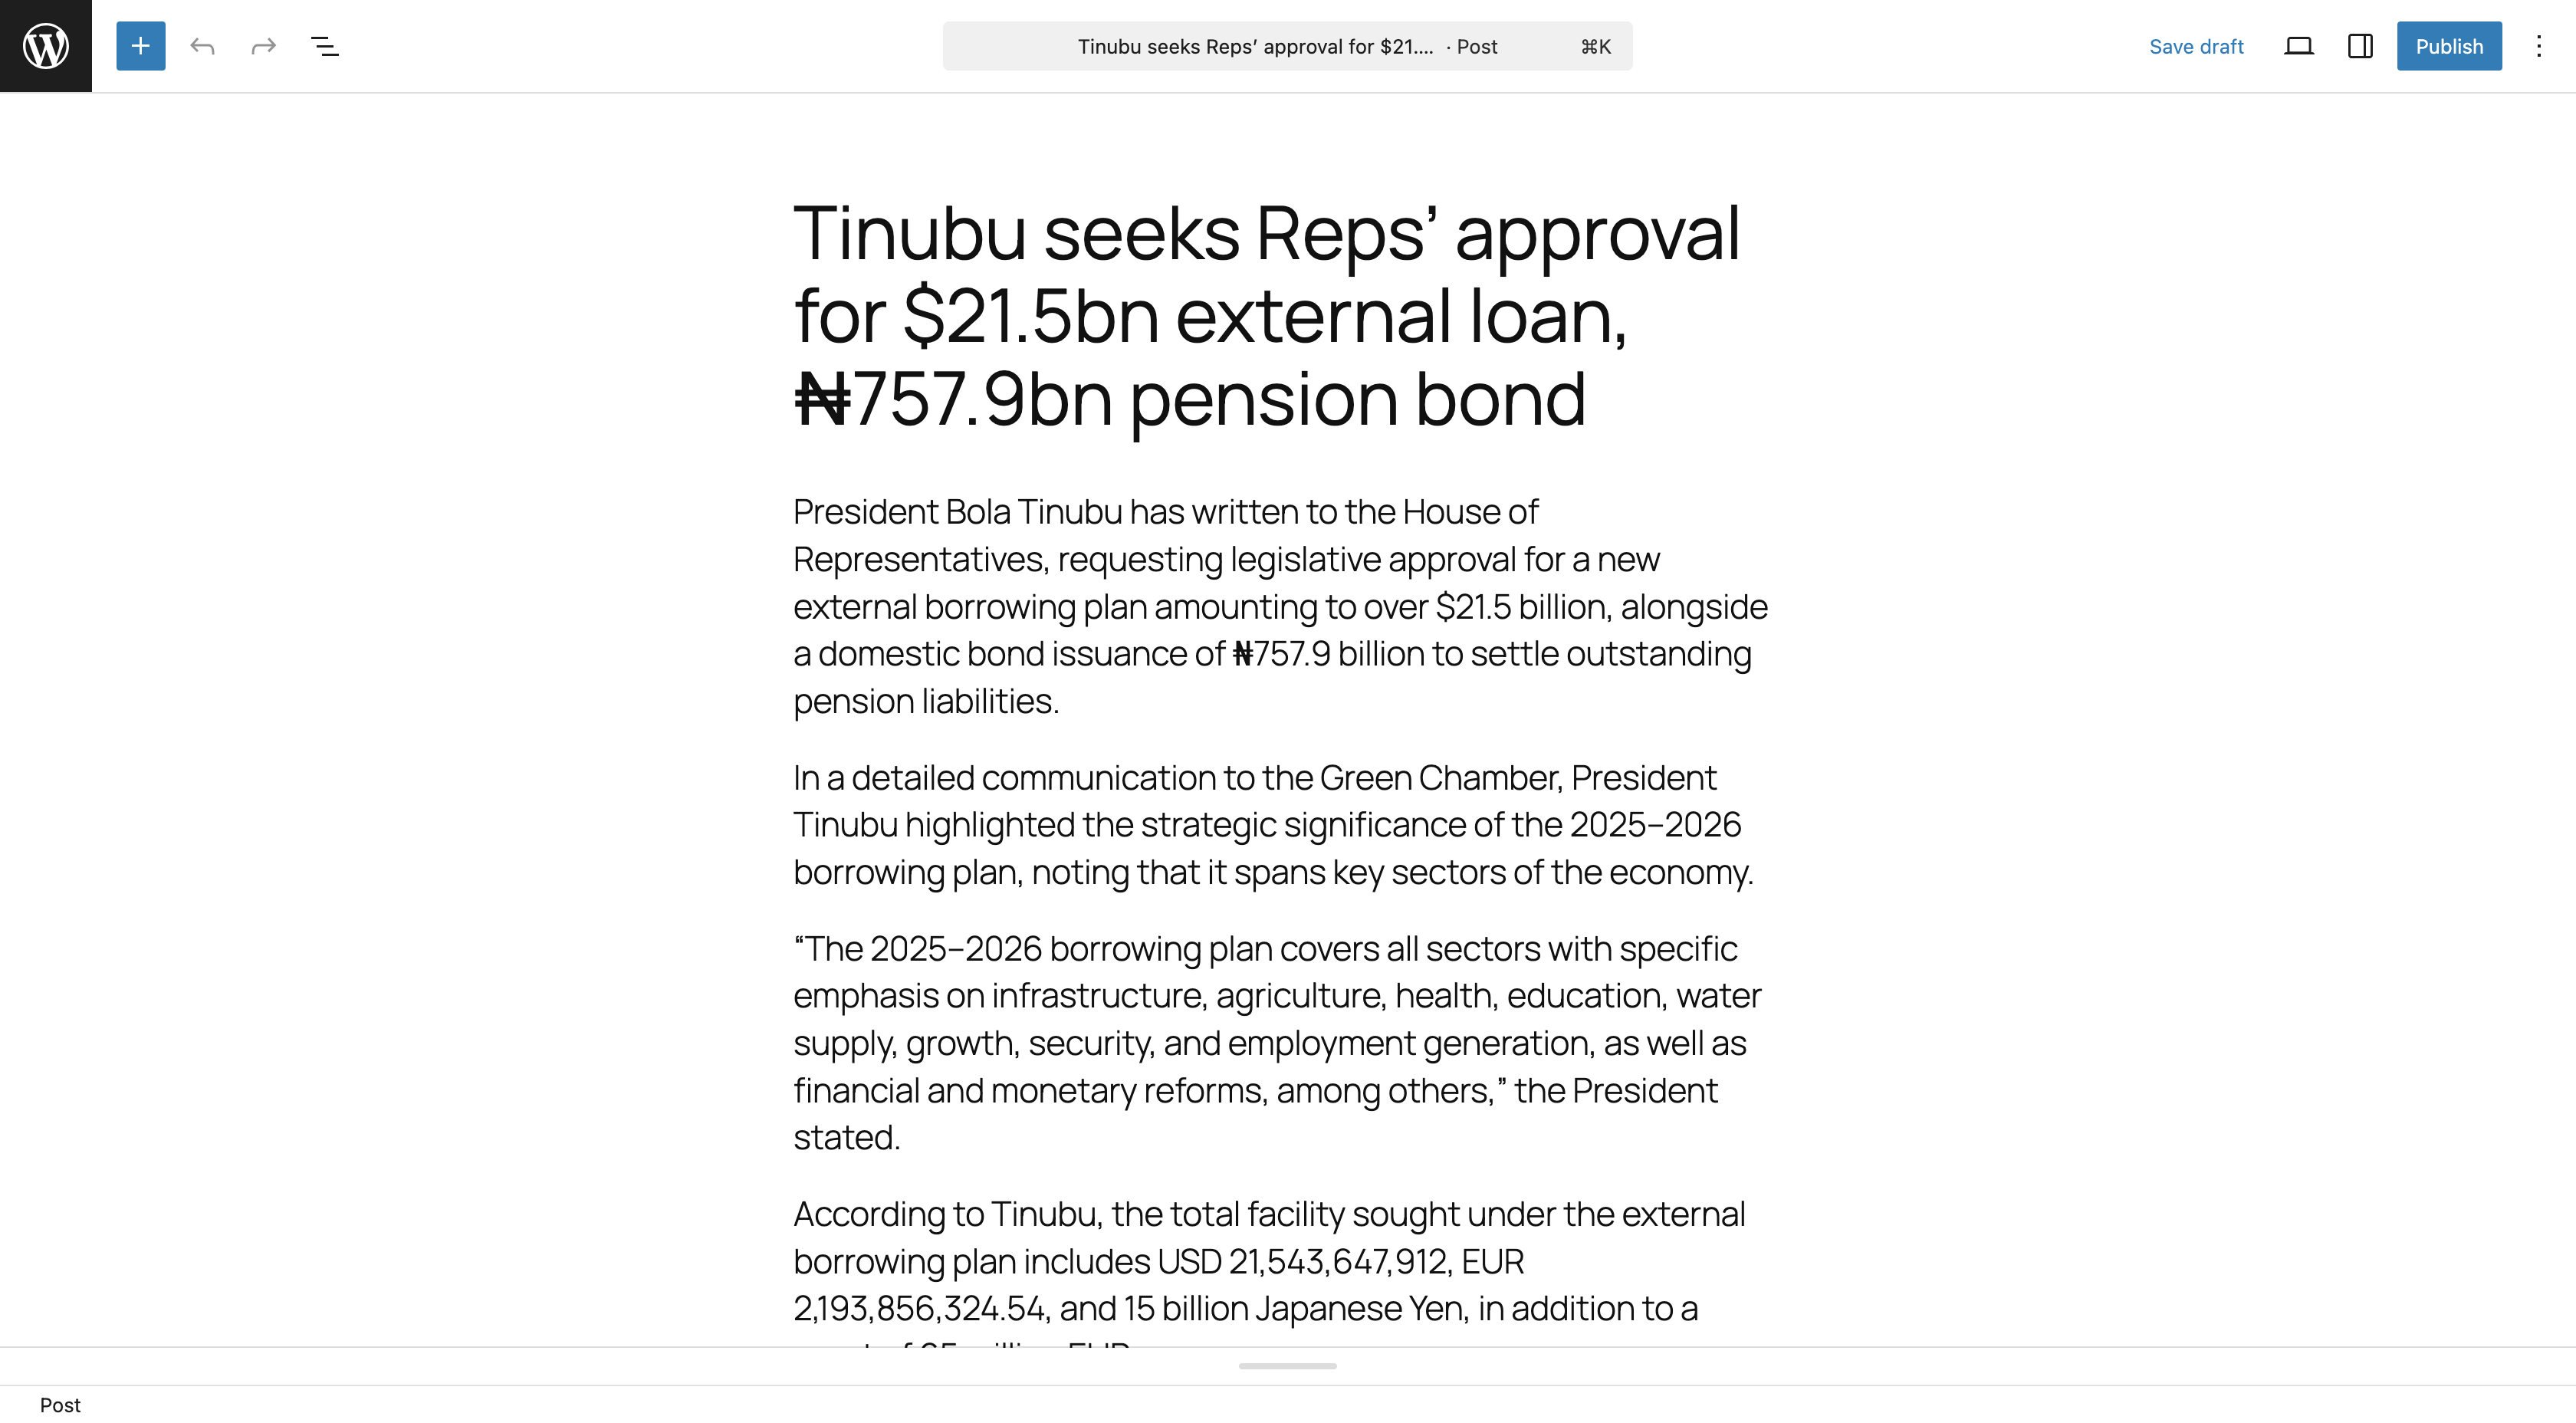 Tinubu seeks Reps’ approval for $21.... · Post ⌘K
Save draft
Publish
Tinubu seeks Reps’ approval
for $21.5bn external loan,
₦757.9bn pension bond
President Bola Tinubu has written to the House of
Representatives, requesting legislative approval for a new
external borrowing plan amounting to over $21.5 billion, alongside
a domestic bond issuance of ₦757.9 billion to settle outstanding
pension liabilities.
In a detailed communication to the Green Chamber, President
Tinubu highlighted the strategic significance of the 2025–2026
borrowing plan, noting that it spans key sectors of the economy.
“The 2025–2026 borrowing plan covers all sectors with specific
emphasis on infrastructure, agriculture, health, education, water
supply, growth, security, and employment generation, as well as
financial and monetary reforms, among others,” the President
stated.
According to Tinubu, the total facility sought under the external
borrowing plan includes USD 21,543,647,912, EUR
2,193,856,324.54, and 15 billion Japanese Yen, in addition to a
Post